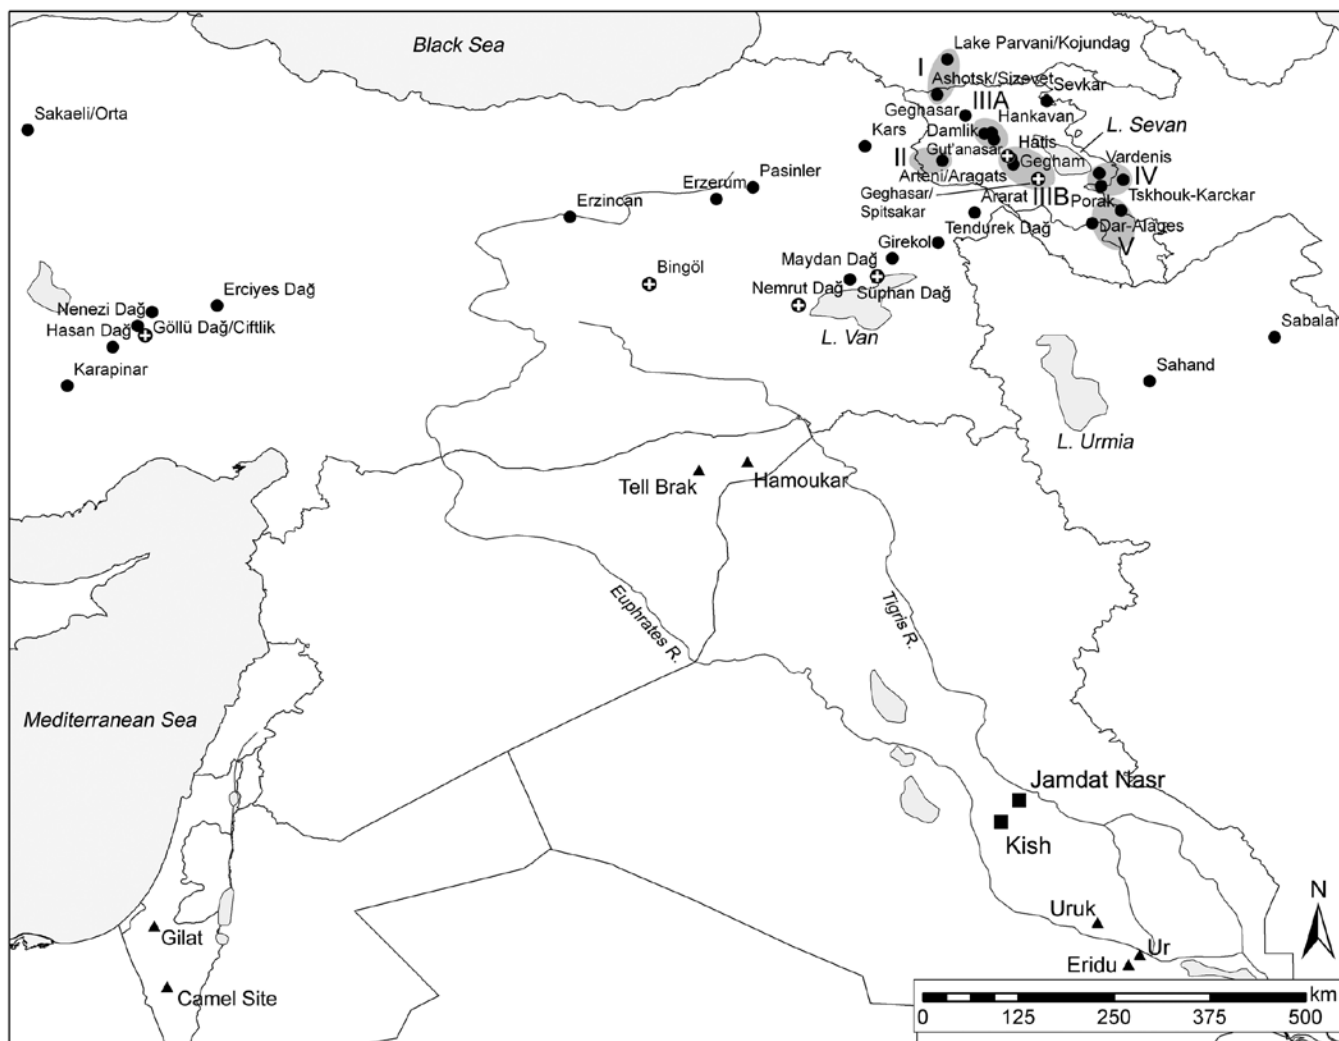 Black Sea
Lake Parvani/Kojundag
I
Ashotsk/Sizevet
Sevkar
IIIA
Geghasar
Hankavan
Sakaeli/Orta
L. Sevan
Kars
Damlik
Hatis
II
Gut'anasar
Gegham
Vardenis
IV
Pasinler
Arteni/Aragats
Erzerum
Geghasar/
Spitsakar
Ararat
IIIB
Porak
Tskhouk-Karckar
Erzincan
Tendurek Dağ
Dar-Alages
V
Girekol
Maydan Dağ
Bingöl
Nemrut Dağ
Süphan Dağ
Erciyes Dağ
Nenezi Dağ
Hasan Dağ
Göllü Dağ/Ciftlik
L. Van
Sabalan
Karapinar
Sahand
L. Urmia
Tell Brak
Hamoukar
Euphrates R.
Tigris R.
Mediterranean Sea
Jamdat Nasr
Kish
Uruk
N
Gilat
Ur
Eridu
Camel Site
km
0 125 250 375 500